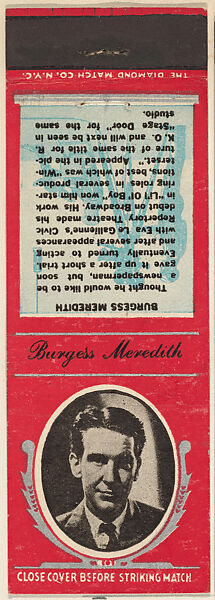 THE DIAMOND MATCH CO. N.Y.C.
BURGESS MEREDITH
Thought he would like to be
a newspaperman, but soon
gave it up after a short trial.
Eventually turned to acting
and after several appearances
with Eva Le Gallienne's Civic
Repertory Theatre made his
debut on Broadway. His work
in "Li'l Ol' Boy" won him star-
ring roles in several produc-
tions, best of which was "Win-
terset." Appeared in the pic-
ture of the same title for R.
K. O. and will next be seen in
"Stage Door" for the same
studio.
Burgess Meredith
CLOSE COVER BEFORE STRIKING MATCH